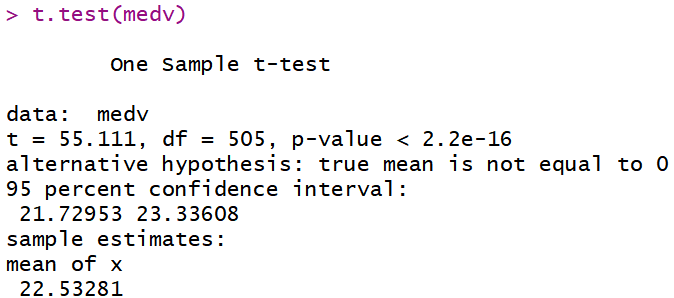 > t.test(medv)
One Sample t-test
data:  medv
t = 55.111, df = 505, p-value < 2.2e-16
alternative hypothesis: true mean is not equal to 0
95 percent confidence interval:
 21.72953 23.33608
sample estimates:
mean of x
 22.53281